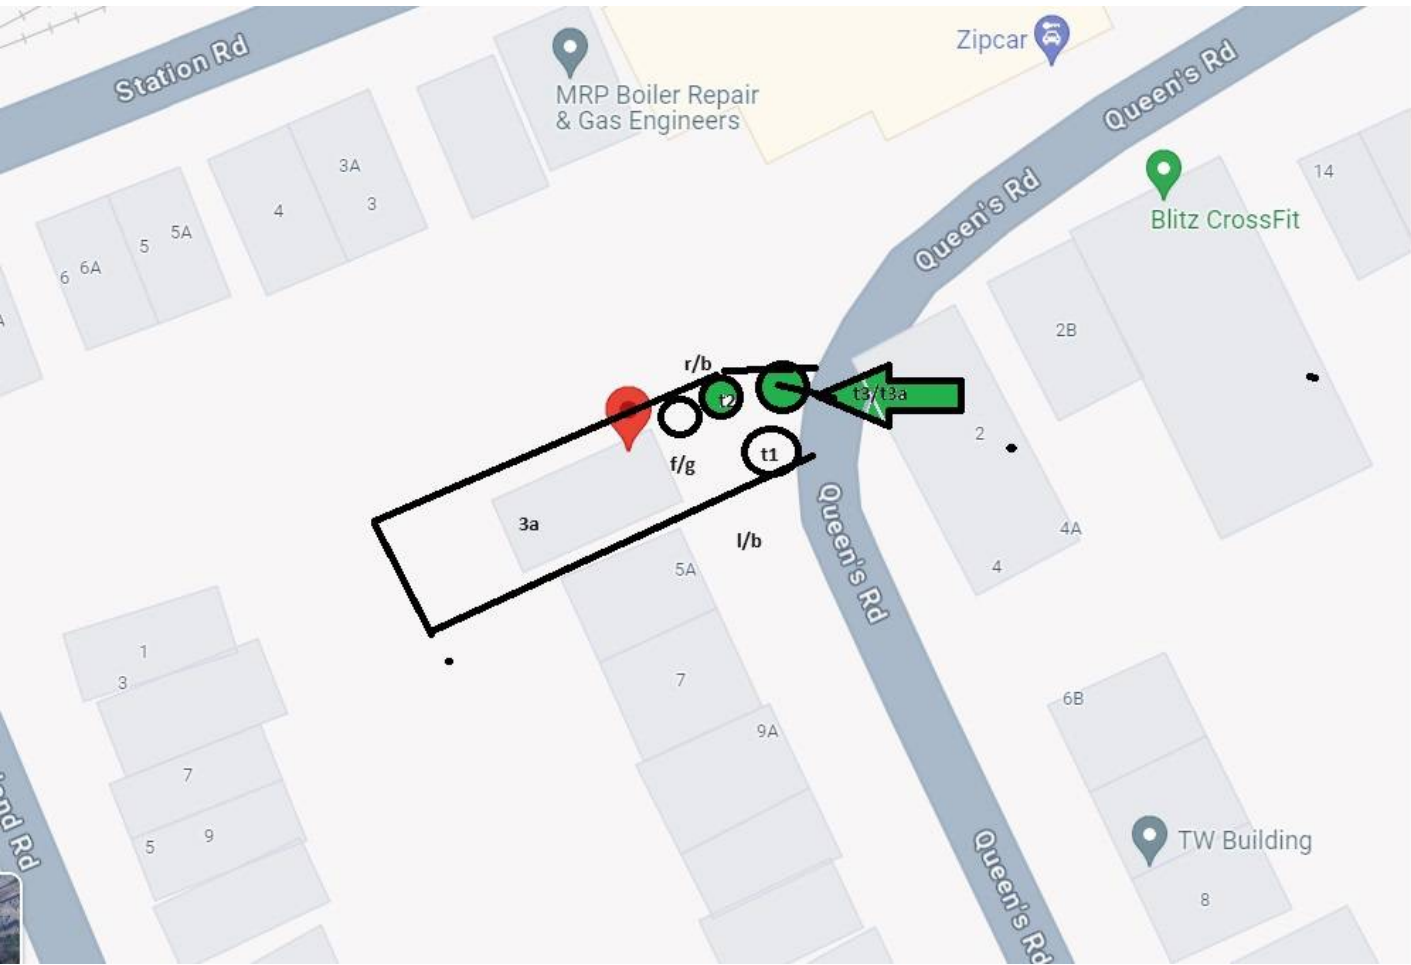 Station Rd
MRP Boiler Repair
& Gas Engineers
Zipcar
Queen's Rd
Queen's Rd
Blitz CrossFit
14
3A
4
3
5A
5
6A
6
2B
r/b
t2
t3/t3a
2
f/g
t1
3a
l/b
Queen's Rd
4A
4
5A
1
3
7
7
9A
6B
5
9
TW Building
8
Queen's Rd